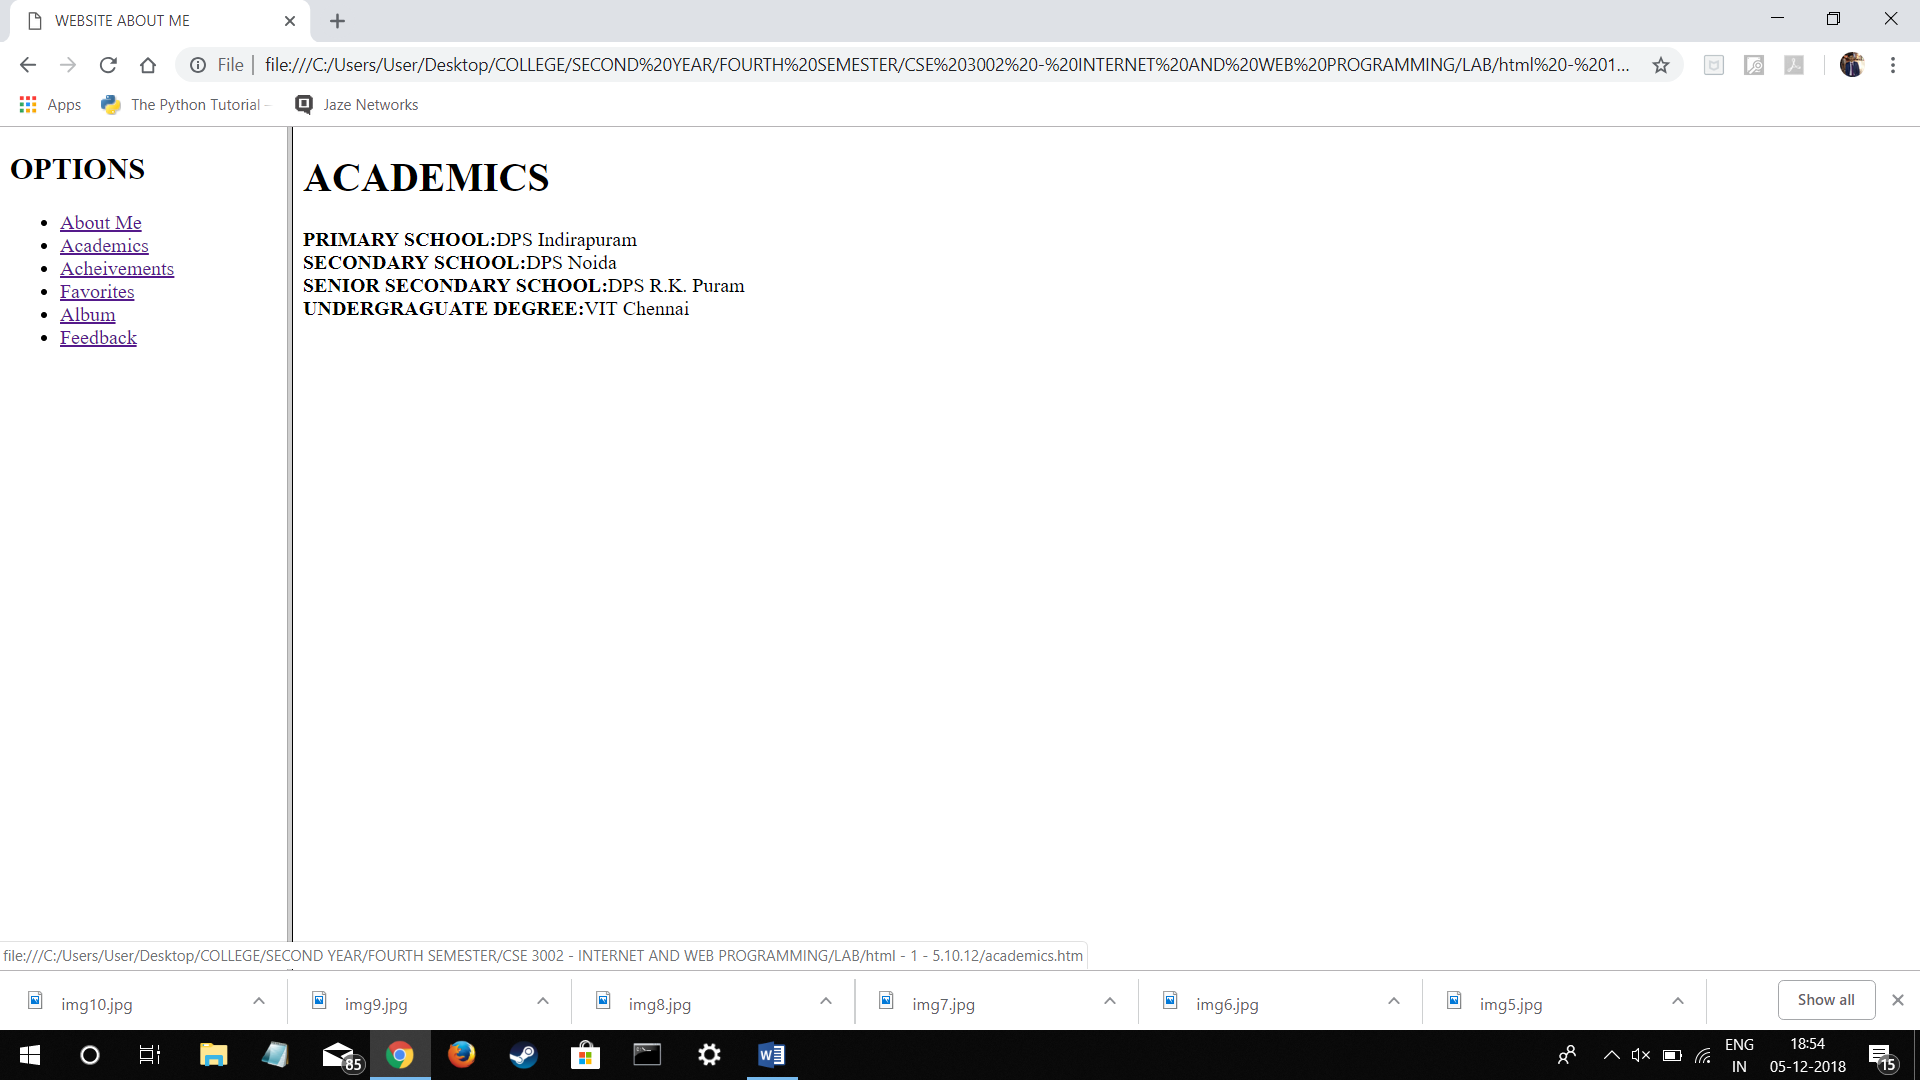 WEBSITE ABOUT ME
File | file:///C:/Users/User/Desktop/COLLEGE/SECOND%20YEAR/FOURTH%20SEMESTER/CSE%203002%20-%20INTERNET%20AND%20WEB%20PROGRAMMING/LAB/html%20-%201...
Apps The Python Tutorial – Jaze Networks
OPTIONS
About Me
Academics
Acheivements
Favorites
Album
Feedback
ACADEMICS
PRIMARY SCHOOL:DPS Indirapuram
SECONDARY SCHOOL:DPS Noida
SENIOR SECONDARY SCHOOL:DPS R.K. Puram
UNDERGRAGUATE DEGREE:VIT Chennai
file:///C:/Users/User/Desktop/COLLEGE/SECOND YEAR/FOURTH SEMESTER/CSE 3002 - INTERNET AND WEB PROGRAMMING/LAB/html - 1 - 5.10.12/academics.htm
img10.jpg img9.jpg img8.jpg img7.jpg img6.jpg img5.jpg Show all
85 ENG 18:54
IN 05-12-2018 15